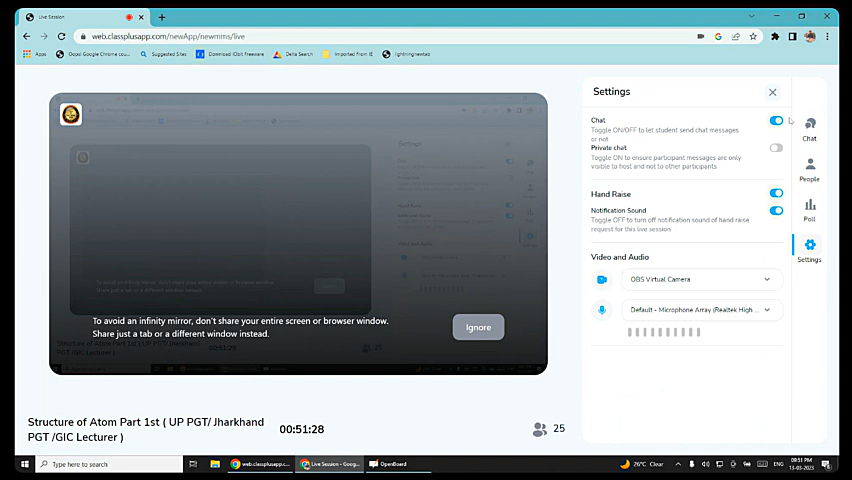 Live Session
web.classplusapp.com/newApp/newmms/live
Apps
Oops! Google Chrome cou...
Suggested Sites
Download IObit Freeware
Delta Search
Imported From IE
lightningnewtab
Settings
Chat
Toggle ON/OFF to let student send chat messages
or not
Private chat
Toggle ON to ensure participant messages are only
visible to host and not to other participants
Hand Raise
Notification Sound
Toggle OFF to turn off notification sound of hand raise
request for this live session
Video and Audio
OBS Virtual Camera
Default - Microphone Array (Realtek High ...
Chat
People
Poll
Settings
To avoid an infinity mirror, don't share your entire screen or browser window.
Share just a tab or a different window instead.
Ignore
Structure of Atom Part 1st ( UP PGT/ Jharkhand
PGT /GIC Lecturer )
00:51:28
25
Type here to search
web.classplusapp.c...
Live Session - Goog...
OpenBoard
26°C Clear
ENG
09:51 PM
13-03-2023